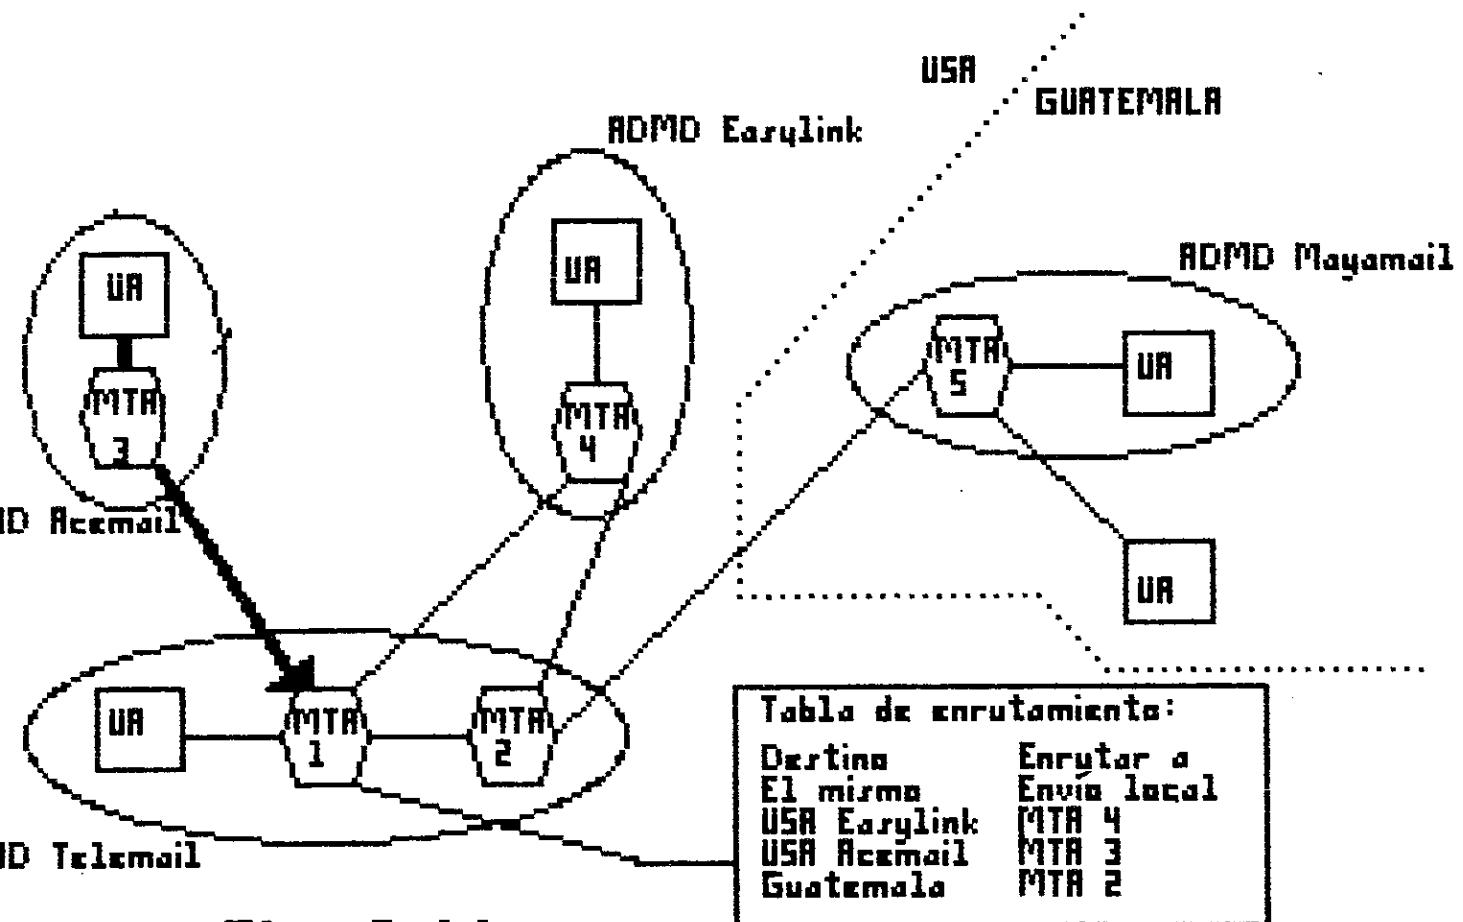 USA
GUATEMALA
ADMD Easylink
ADMD Mayamail
UA
UA
MTA
3
MTA
4
MTA
5
UA
D Acemail
UA
UA
MTA
1
MTA
2
D Telemail
Tabla de enrutamiento:
Destino Enrutar a
El mismo Envío local
USA Easylink MTA 4
USA Acemail MTA 3
Guatemala MTA 2